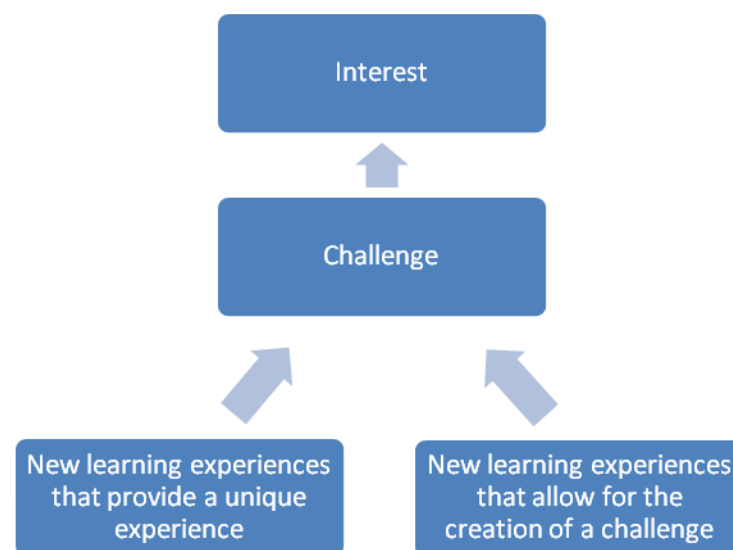 Interest
Challenge
New learning experiences
that provide a unique
experience
New learning experiences
that allow for the
creation of a challenge